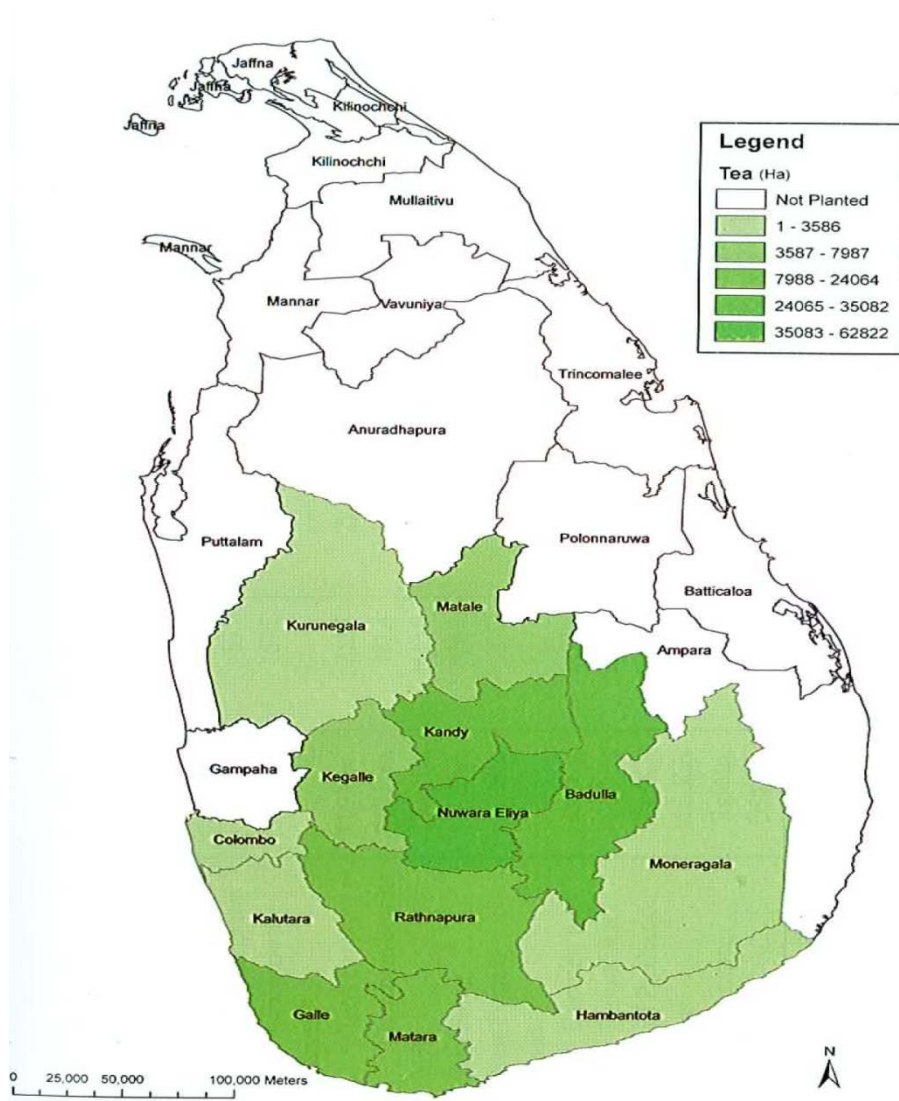 Jaffna
Jaffna
Kilinochchi
Jaffna
Kilinochchi
Mullaitivu
Mannar
Mannar
Vavuniya
Trincomalee
Anuradhapura
Puttalam
Polonnaruwa
Batticaloa
Kurunegala
Matale
Ampara
Kandy
Gampaha
Kegalle
Nuwara Eliya
Badulla
Colombo
Moneragala
Kalutara
Rathnapura
Galle
Matara
Hambantota
Legend
Tea (Ha)
Not Planted
1 - 3586
3587 - 7987
7988 - 24064
24065 - 35082
35083 - 62822
0 25,000 50,000 100,000 Meters
N